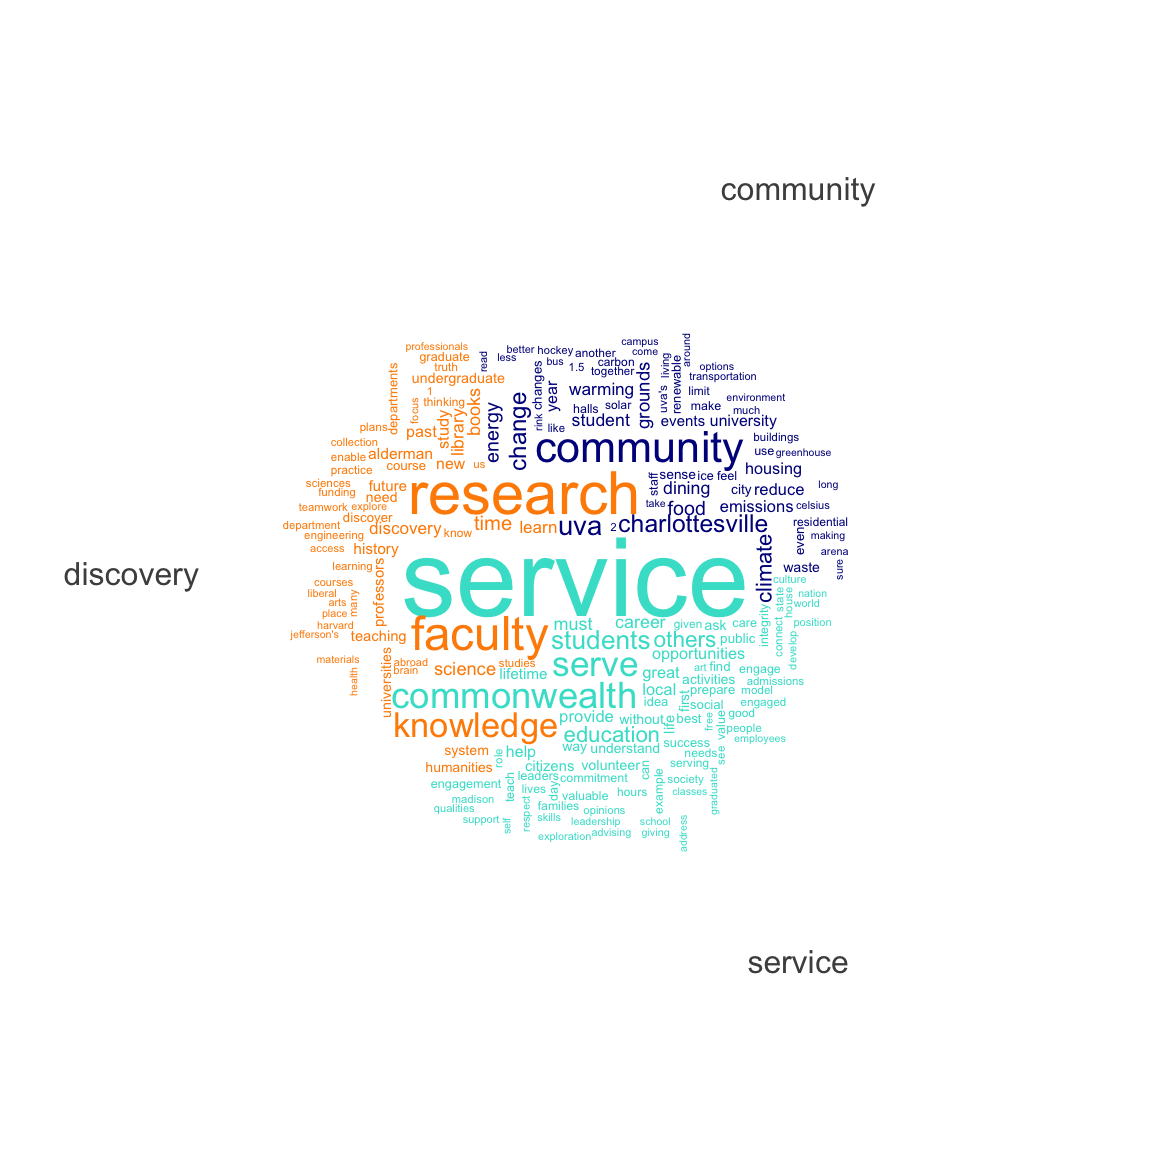 community
professionals
graduate
truth
undergraduate
1
thinking
departments
focus
read
less
better
hockey
bus
another
1.5
carbon
together
campus
come
around
options
transportation
living
renewable
uva's
limit
environment
make
much
grounds
warming
solar
halls
student
like
year
changes
rink
change
energy
books
library
study
past
plans
collection
enable
alderman
practice
course
new
us
community
events
university
buildings
use
greenhouse
housing
sense
ice
feel
staff
dining
city
reduce
long
take
food
emissions
celsius
sciences
funding
future
need
teamwork
explore
discover
research
department
discovery
know
time
learn
uva
2
charlottesville
residential
engineering
making
even
access
history
arena
climate
waste
sure
learning
discovery
service
culture
courses
liberal
arts
many
place
professors
harvard
jefferson's
teaching
faculty
must
career
given
ask
care
integrity
connect
state
house
nation
world
position
develop
students
others
public
opportunities
materials
health
universities
abroad
brain
science
studies
lifetime
serve
great
art
find
engage
activities
admissions
commonwealth
local
prepare
model
idea
first
social
engaged
free
value
good
knowledge
provide
without
life
best
people
employees
education
success
system
role
help
way
understand
needs
see
humanities
citizens
volunteer
can
serving
engagement
teach
leaders
commitment
example
society
graduated
madison
lives
day
valuable
hours
classes
qualities
respect
families
opinions
support
self
skills
leadership
school
exploration
advising
giving
address
service